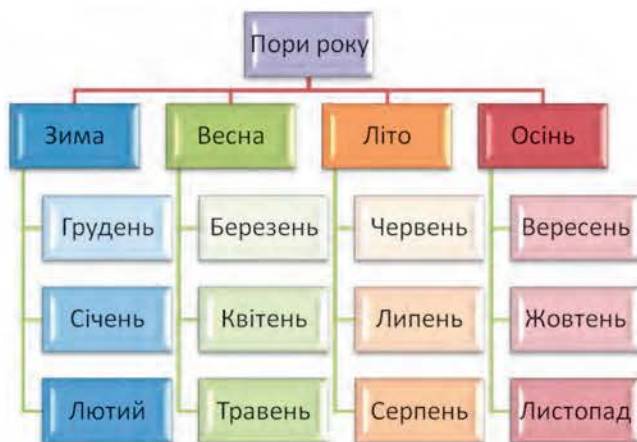 Пори року
Зима
Весна
Літо
Осінь
Грудень
Березень
Червень
Вересень
Січень
Квітень
Липень
Жовтень
Лютий
Травень
Серпень
Листопад